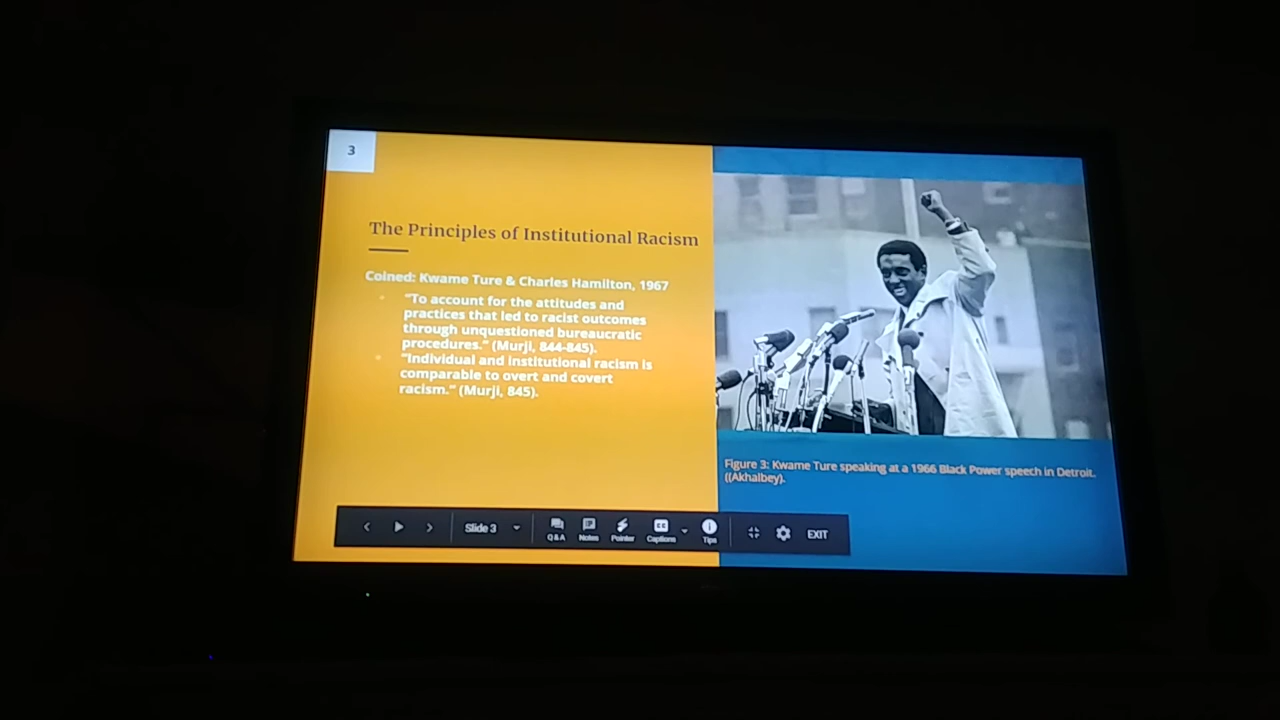 3
The Principles of Institutional Racism
Coined: Kwame Ture & Charles Hamilton, 1967
"To account for the attitudes and
practices that led to racist outcomes
through unquestioned bureaucratic
procedures." (Murji, 844-845).
"Individual and institutional racism is
comparable to overt and covert
racism." (Murji, 845).
Figure 3: Kwame Ture speaking at a 1966 Black Power speech in Detroit.
((Akhalbey).
Slide 3
Q&A
Notes
Pointer
CC
Captions
Tips
EXIT